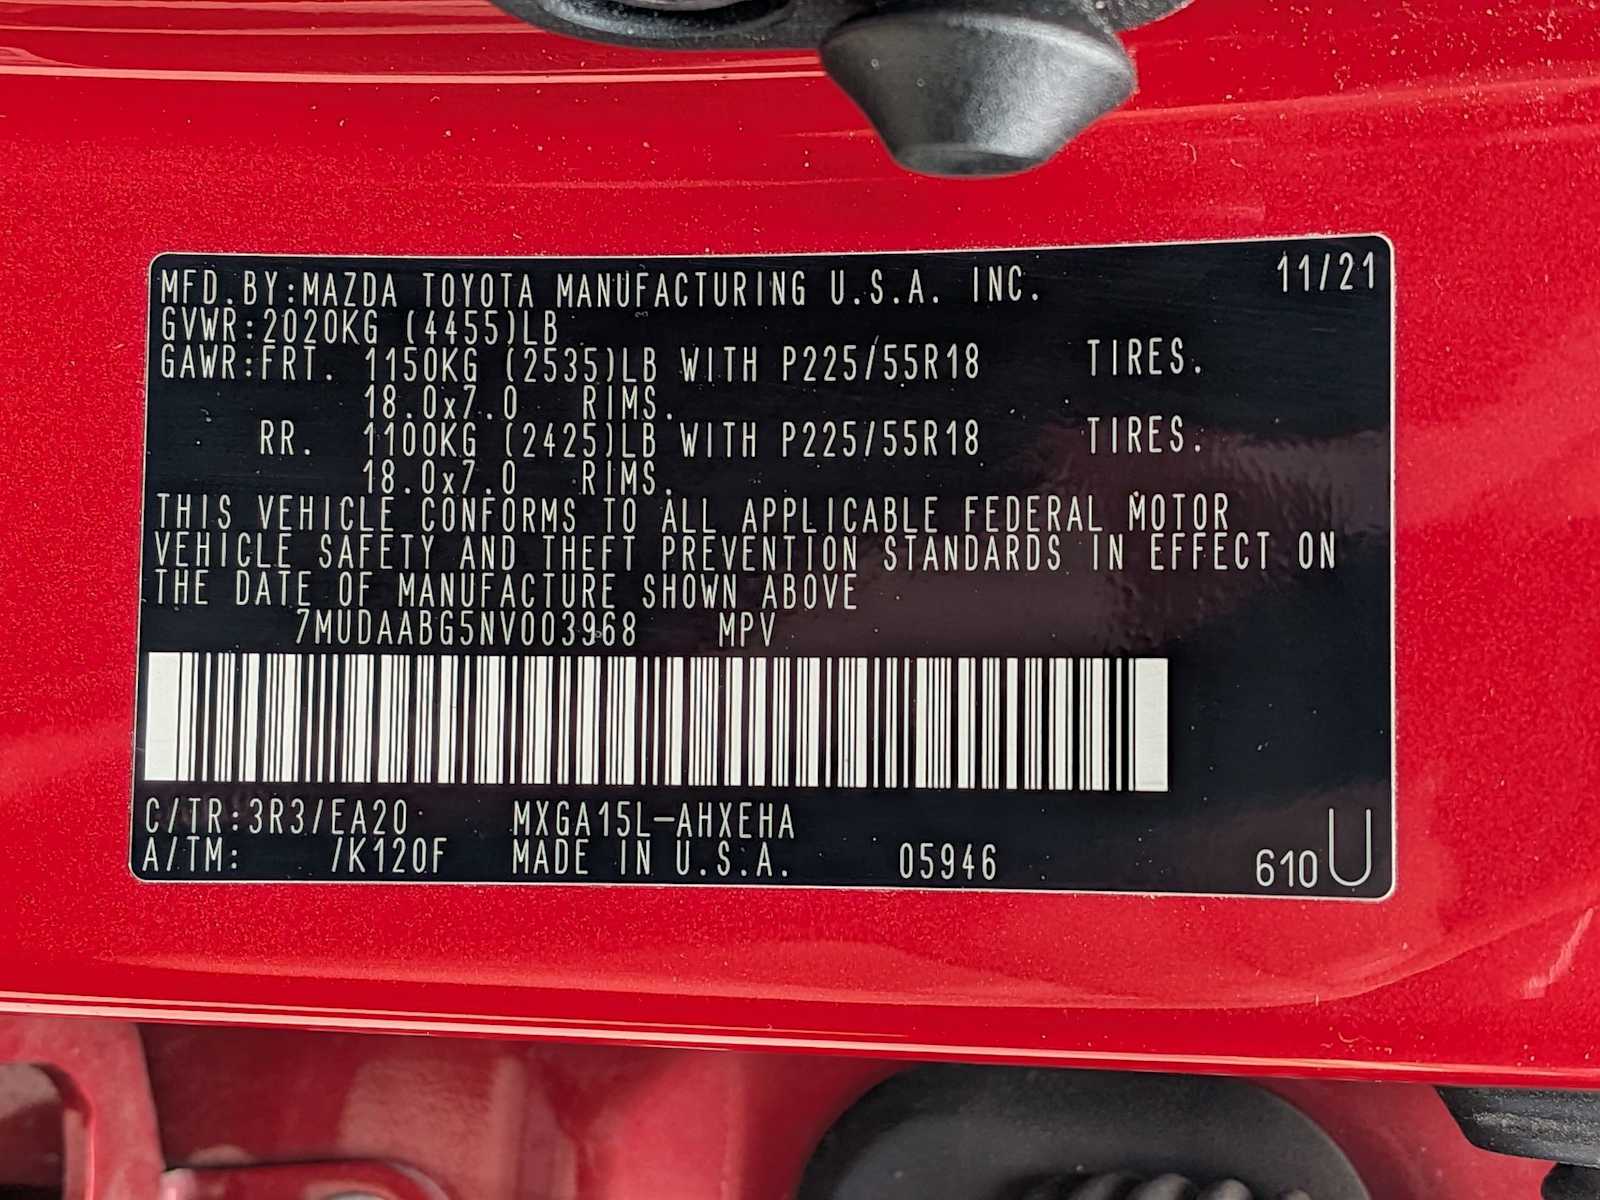 MFD.BY:MAZDA TOYOTA MANUFACTURING U.S.A. INC. 11/21
GVWR:2020KG (4455)LB
GAWR:FRT. 1150KG (2535)LB WITH P225/55R18 TIRES.
18.0x7.0 RIMS.
RR. 1100KG (2425)LB WITH P225/55R18 TIRES.
18.0x7.0 RIMS.
THIS VEHICLE CONFORMS TO ALL APPLICABLE FEDERAL MOTOR
VEHICLE SAFETY AND THEFT PREVENTION STANDARDS IN EFFECT ON
THE DATE OF MANUFACTURE SHOWN ABOVE
7MUDAABG5NV003968 MPV
C/TR:3R3/EA20 MXGA15L-AHXEHA
A/TM: /K120F MADE IN U.S.A. 05946 610U